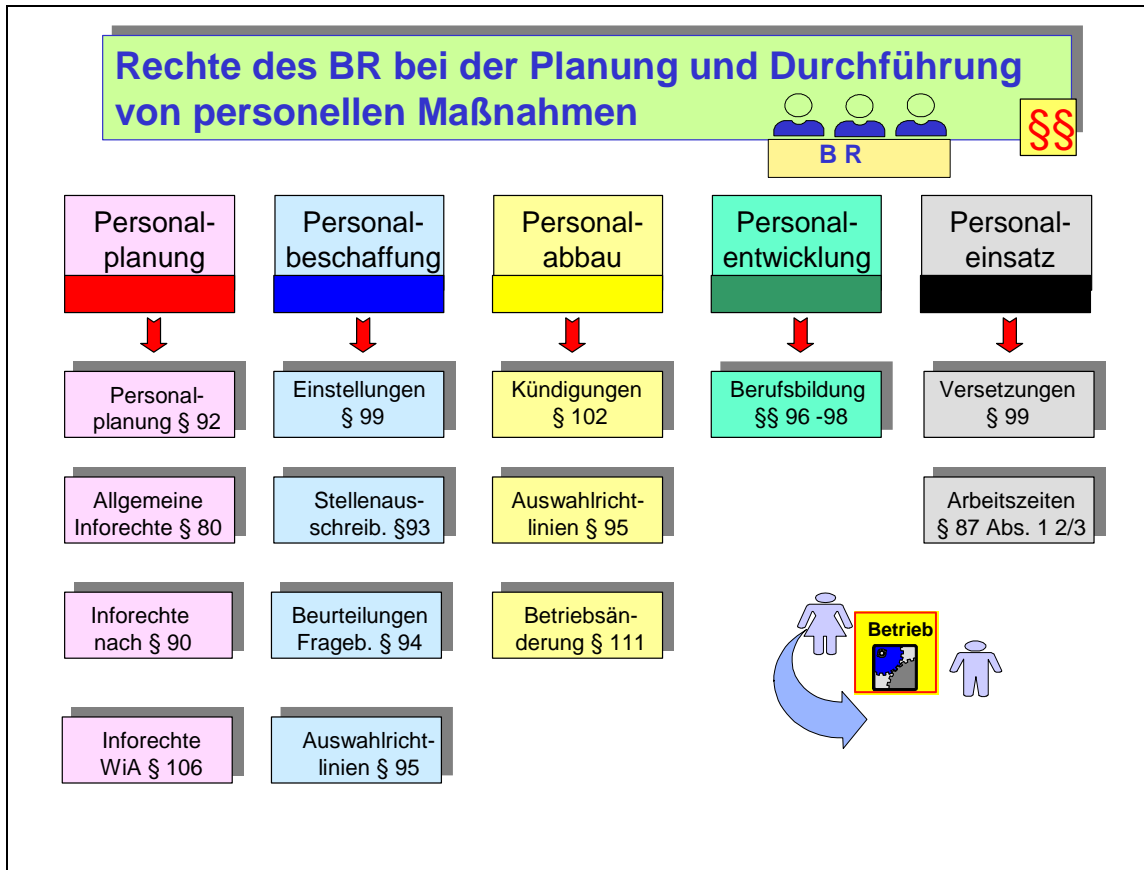 Rechte des BR bei der Planung und Durchführung
von personellen Maßnahmen
B R
§§
Personal-
planung
Personal-
beschaffung
Personal-
abbau
Personal-
entwicklung
Personal-
einsatz
Personal-
planung § 92
Einstellungen
§ 99
Kündigungen
§ 102
Berufsbildung
§§ 96 -98
Versetzungen
§ 99
Allgemeine
Inforechte § 80
Stellenaus-
schreib. §93
Auswahlricht-
linien § 95
Arbeitszeiten
§ 87 Abs. 1 2/3
Inforechte
nach § 90
Beurteilungen
Frageb. § 94
Betriebsän-
derung § 111
Betrieb
Inforechte
WiA § 106
Auswahlricht-
linien § 95